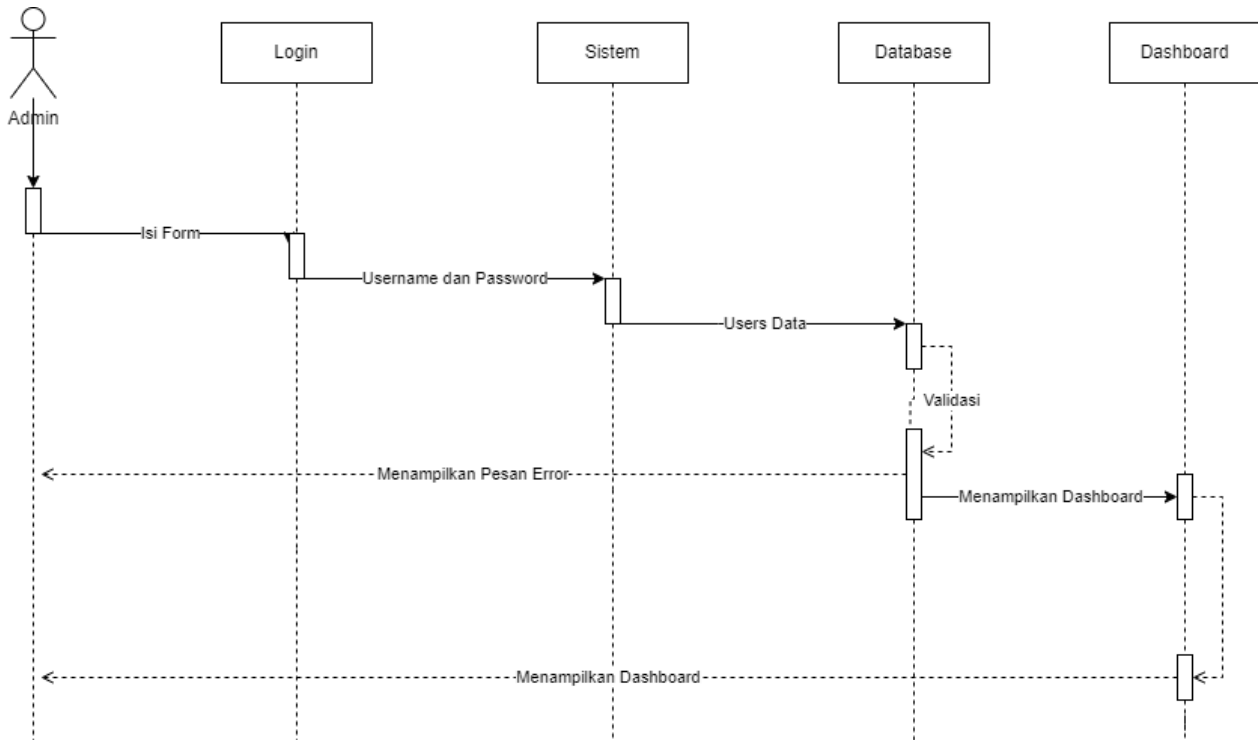 Login
Sistem
Database
Dashboard
Admin
Isi Form
Username dan Password
Users Data
Validasi
Menampilkan Pesan Error
Menampilkan Dashboard
Menampilkan Dashboard